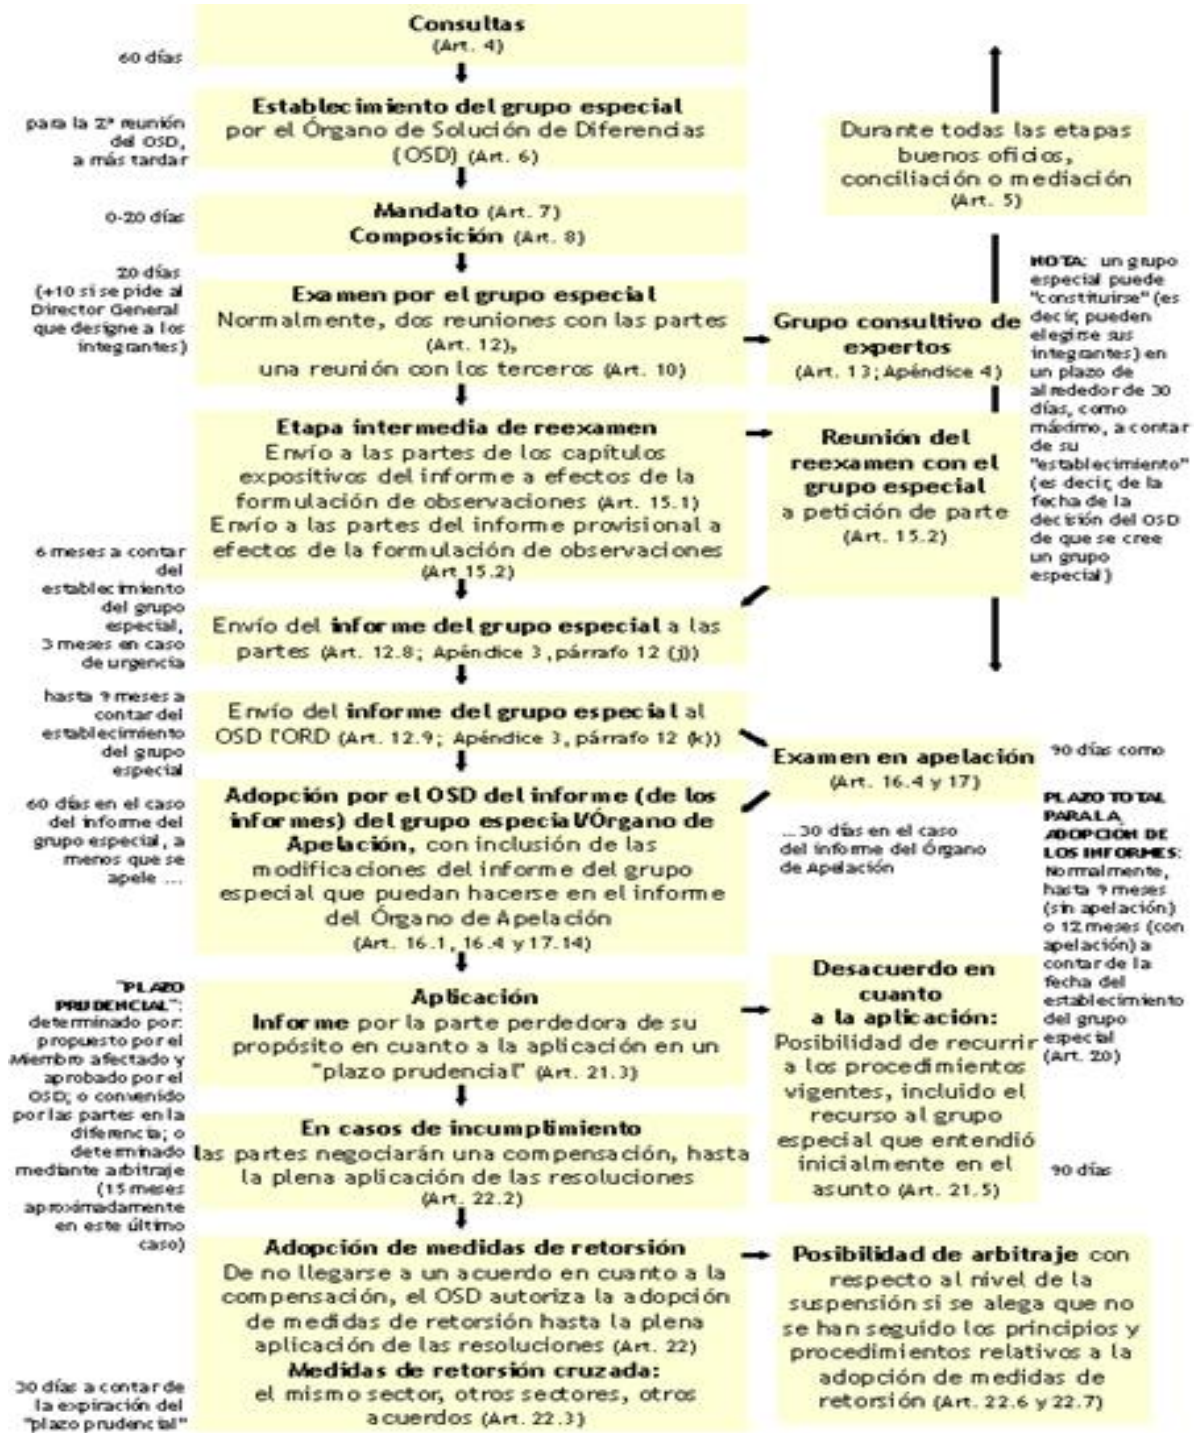 Consultas
(Art. 4)
60 días
Establecimiento del grupo especial
por el Órgano de Solución de Diferencias
(OSD) (Art. 6)
para la 2ª reunión
del OSD,
a más tardar
Durante todas las etapas
buenos oficios,
conciliación o mediación
(Art. 5)
0-20 días
Mandato (Art. 7)
Composición (Art. 8)
20 días
(+10 si se pide al
Director General
que designe a los
integrantes)
Examen por el grupo especial
Normalmente, dos reuniones con las partes
(Art. 12),
una reunión con los terceros (Art. 10)
Grupo consultivo de
expertos
(Art. 13; Apéndice 4)
NOTA: un grupo
especial puede
"constituirse" (es
decir, pueden
elegirse sus
integrantes) en
un plazo de
alrededor de 30
días, como
máximo, a contar
de su
"establecimiento"
(es decir, de la
fecha de la
decisión del OSD
de que se cree
un grupo
especial)
Etapa intermedia de reexamen
Envío a las partes de los capítulos
expositivos del informe a efectos de la
formulación de observaciones (Art. 15.1)
Envío a las partes del informe provisional a
efectos de la formulación de observaciones
(Art 15.2)
Reunión del
reexamen con el
grupo especial
a petición de parte
(Art. 15.2)
6 meses a contar
del
establecimiento
del grupo
especial,
3 meses en caso
de urgencia
Envío del informe del grupo especial a las
partes (Art. 12.8; Apéndice 3, párrafo 12 (j))
hasta 9 meses a
contar del
establecimiento
del grupo
especial
Envío del informe del grupo especial al
OSD l'ORD (Art. 12.9; Apéndice 3, párrafo 12 (k))
Examen en apelación
(Art. 16.4 y 17)
90 días como
60 días en el caso
del informe del
grupo especial, a
menos que se
apele ...
Adopción por el OSD del informe (de los
informes) del grupo especial/Órgano de
Apelación, con inclusión de las
modificaciones del informe del grupo
especial que puedan hacerse en el informe
del Órgano de Apelación
(Art. 16.1, 16.4 y 17.14)
... 30 días en el caso
del informe del Órgano
de Apelación
PLAZO TOTAL
PARA LA
ADOPCIÓN DE
LOS INFORMES:
Normalmente,
hasta 9 meses
(sin apelación)
o 12 meses (con
apelación) a
contar de la
fecha del
establecimiento
del grupo
especial
(Art. 20)
"PLAZO
PRUDENCIAL":
determinado por:
propuesto por el
Miembro afectado y
aprobado por el
OSD; o convenido
por las partes en la
diferencia; o
determinado
mediante arbitraje
(15 meses
aproximadamente
en este último
caso)
Aplicación
Informe por la parte perdedora de su
propósito en cuanto a la aplicación en un
"plazo prudencial" (Art. 21.3)
Desacuerdo en
cuanto
a la aplicación:
Posibilidad de recurrir
a los procedimientos
vigentes, incluido el
recurso al grupo
especial que entendió
inicialmente en el
asunto (Art. 21.5)
90 días
En casos de incumplimiento
las partes negociarán una compensación, hasta
la plena aplicación de las resoluciones
(Art. 22.2)
Adopción de medidas de retorsión
De no llegarse a un acuerdo en cuanto a la
compensación, el OSD autoriza la adopción
de medidas de retorsión hasta la plena
aplicación de las resoluciones (Art. 22)
Medidas de retorsión cruzada:
el mismo sector, otros sectores, otros
acuerdos (Art. 22.3)
Posibilidad de arbitraje con
respecto al nivel de la
suspensión si se alega que no
se han seguido los principios y
procedimientos relativos a la
adopción de medidas de
retorsión (Art. 22.6 y 22.7)
30 días a contar de
la expiración del
"plazo prudencial"